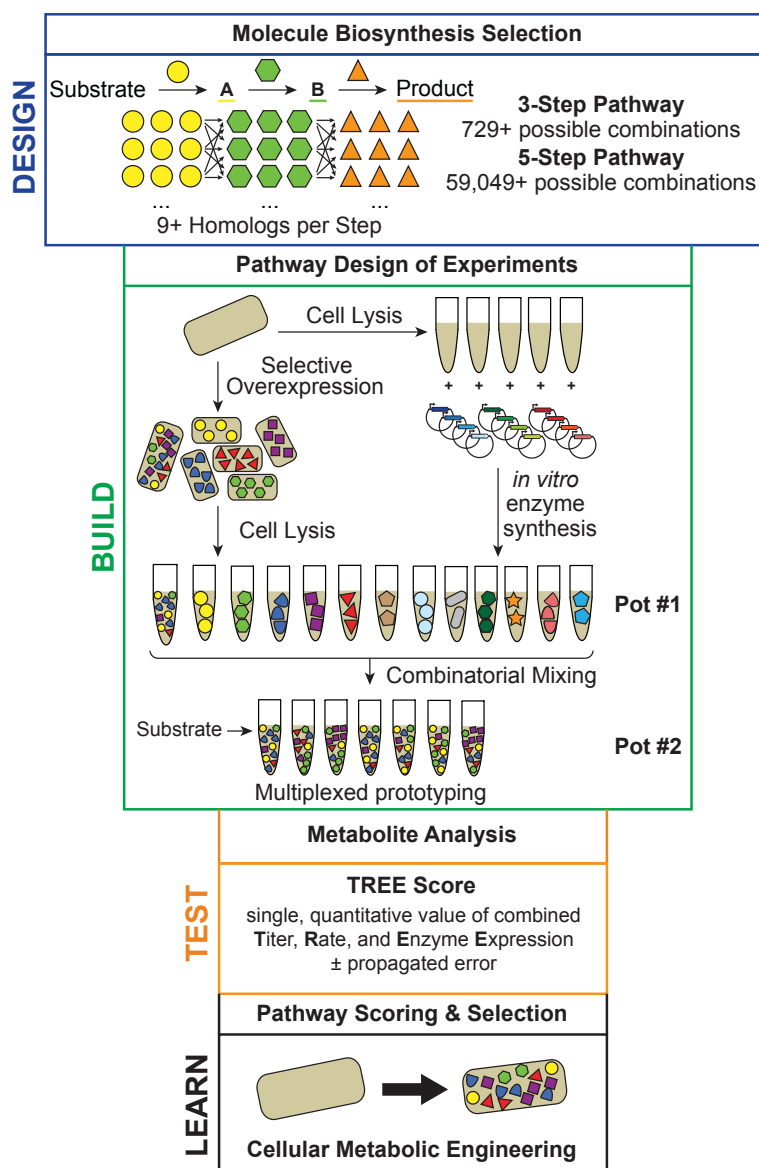 DESIGN
Molecule Biosynthesis Selection
Substrate A B Product
3-Step Pathway
729+ possible combinations
5-Step Pathway
59,049+ possible combinations
... ... ...
9+ Homologs per Step
BUILD
Pathway Design of Experiments
Cell Lysis
Selective
Overexpression
+ + + + +
in vitro
enzyme
synthesis
Cell Lysis
Pot #1
Combinatorial Mixing
Substrate
Pot #2
Multiplexed prototyping
TEST
Metabolite Analysis
TREE Score
single, quantitative value of combined
Titer, Rate, and Enzyme Expression
± propagated error
LEARN
Pathway Scoring & Selection
Cellular Metabolic Engineering